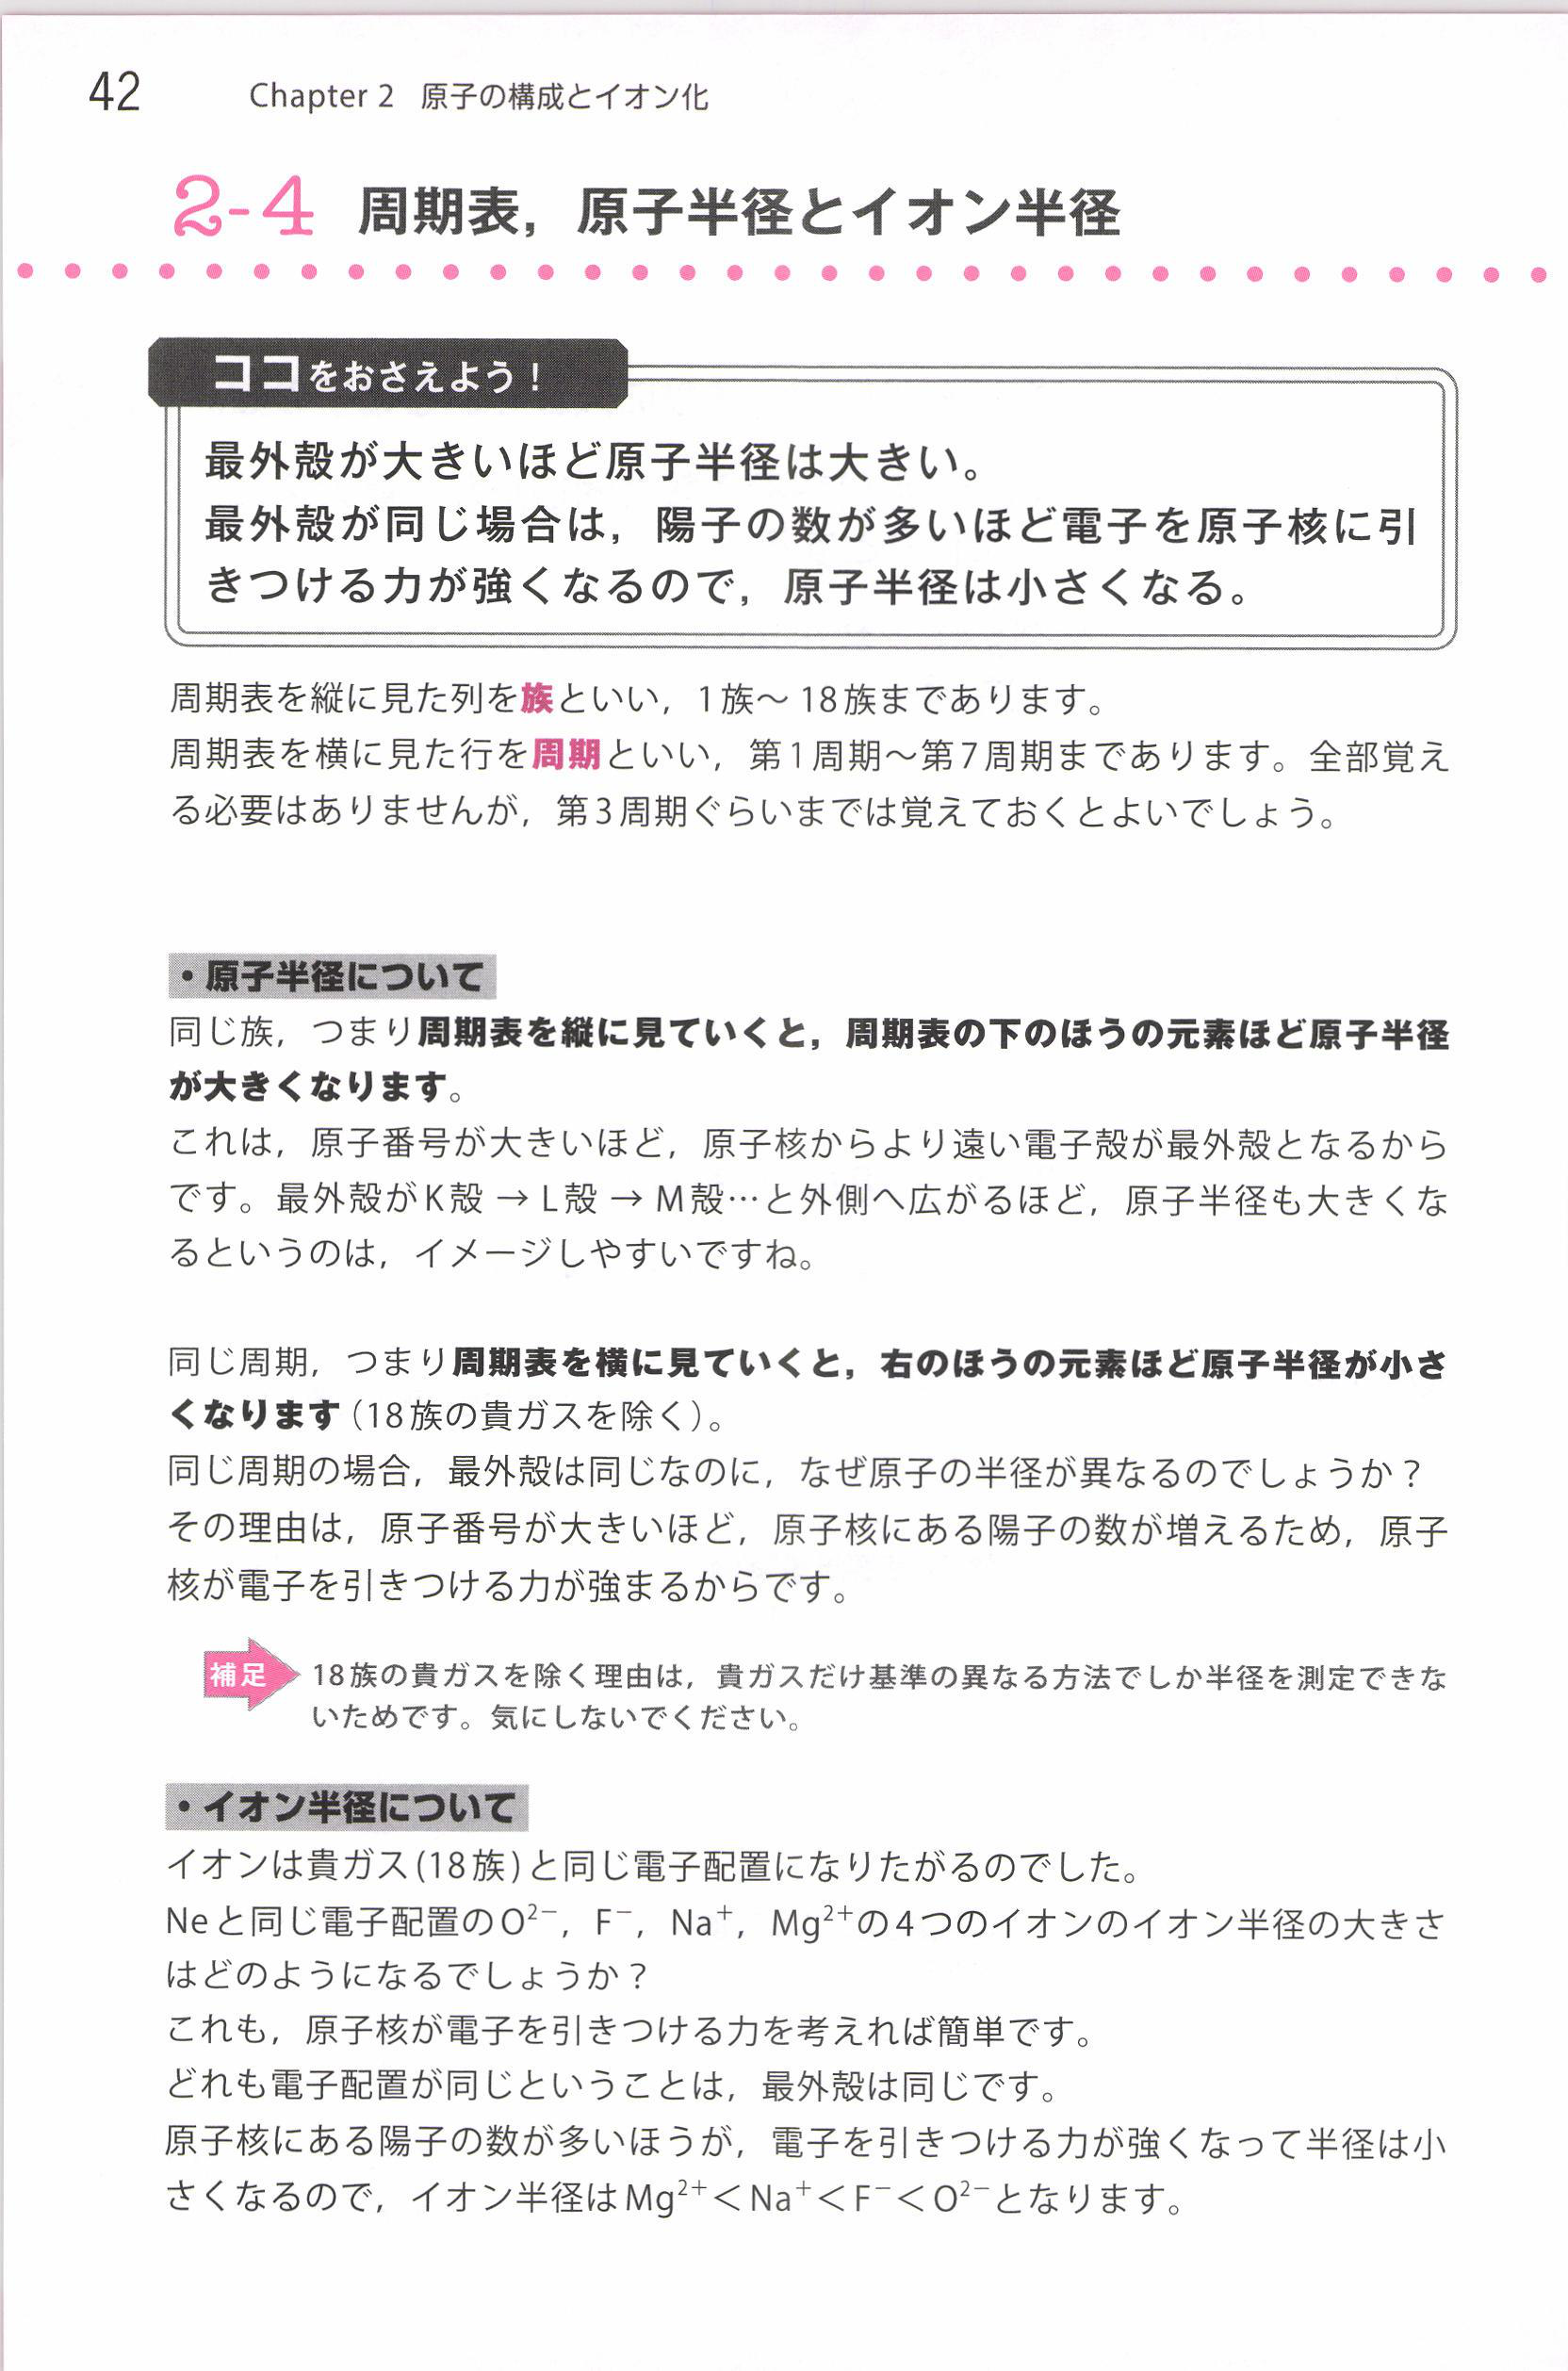 42 Chapter 2 原子の構成とイオン化
2-4 周期表，原子半径とイオン半径
ココをおさえよう！
最外殻が大きいほど原子半径は大きい。
最外殻が同じ場合は，陽子の数が多いほど電子を原子核に引
きつける力が強くなるので，原子半径は小さくなる。
周期表を縦に見た列を族といい，1族〜18族まであります。
周期表を横に見た行を周期といい，第1周期〜第7周期まであります。全部覚え
る必要はありませんが，第3周期ぐらいまでは覚えておくとよいでしょう。
・原子半径について
同じ族，つまり周期表を縦に見ていくと，周期表の下のほうの元素ほど原子半径
が大きくなります。
これは，原子番号が大きいほど，原子核からより遠い電子殻が最外殻となるから
です。最外殻がK殻→L殻→M殻…と外側へ広がるほど，原子半径も大きくな
るというのは，イメージしやすいですね。
同じ周期，つまり周期表を横に見ていくと，右のほうの元素ほど原子半径が小さ
くなります（18族の貴ガスを除く）。
同じ周期の場合，最外殻は同じなのに，なぜ原子の半径が異なるのでしょうか？
その理由は，原子番号が大きいほど，原子核にある陽子の数が増えるため，原子
核が電子を引きつける力が強まるからです。
補足 18族の貴ガスを除く理由は，貴ガスだけ基準の異なる方法でしか半径を測定できな
いためです。気にしないでください。
・イオン半径について
イオンは貴ガス(18族)と同じ電子配置になりたがるのでした。
Neと同じ電子配置のO²⁻，F⁻，Na⁺，Mg²⁺の4つのイオンのイオン半径の大きさ
はどのようになるでしょうか？
これも，原子核が電子を引きつける力を考えれば簡単です。
どれも電子配置が同じということは，最外殻は同じです。
原子核にある陽子の数が多いほうが，電子を引きつける力が強くなって半径は小
さくなるので，イオン半径はMg²⁺＜Na⁺＜F⁻＜O²⁻となります。